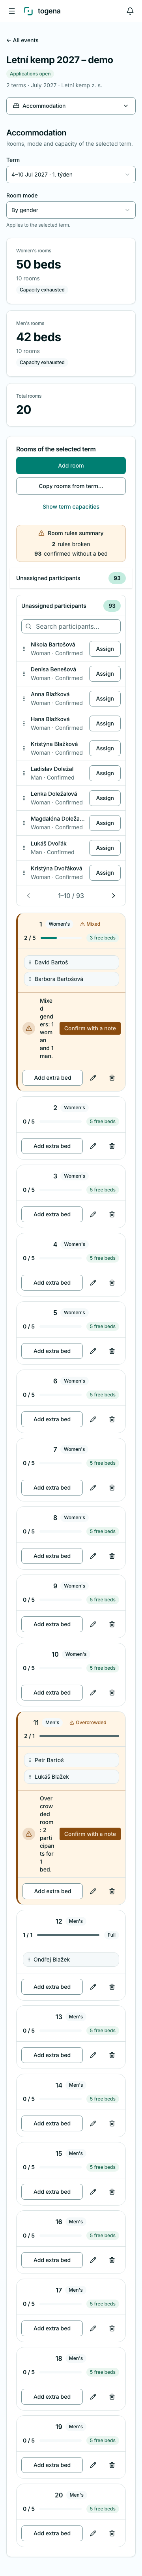 togena
← All events
Letní kemp 2027 – demo
Applications open
2 terms · July 2027 · Letní kemp z. s.
Accommodation
Accommodation
Rooms, mode and capacity of the selected term.
Term
4–10 Jul 2027 · 1. týden
Room mode
By gender
Applies to the selected term.
Women's rooms
50 beds
10 rooms
Capacity exhausted
Men's rooms
42 beds
10 rooms
Capacity exhausted
Total rooms
20
Rooms of the selected term
Add room
Copy rooms from term...
Show term capacities
Room rules summary
2 rules broken
93 confirmed without a bed
Unassigned participants 93
Unassigned participants 93
Search participants...
Nikola Bartošová
Woman · Confirmed
Assign
Denisa Benešová
Woman · Confirmed
Assign
Anna Blažková
Woman · Confirmed
Assign
Hana Blažková
Woman · Confirmed
Assign
Kristýna Blažková
Woman · Confirmed
Assign
Ladislav Doležal
Man · Confirmed
Assign
Lenka Doležalová
Woman · Confirmed
Assign
Magdaléna Doleža...
Woman · Confirmed
Assign
Lukáš Dvořák
Man · Confirmed
Assign
Kristýna Dvořáková
Woman · Confirmed
Assign
1–10 / 93
1 Women's Mixed
2 / 5 3 free beds
David Bartoš
Barbora Bartošová
Mixe
d
gend
ers: 1
wom
an
and 1
man.
Confirm with a note
Add extra bed
2 Women's
0 / 5 5 free beds
Add extra bed
3 Women's
0 / 5 5 free beds
Add extra bed
4 Women's
0 / 5 5 free beds
Add extra bed
5 Women's
0 / 5 5 free beds
Add extra bed
6 Women's
0 / 5 5 free beds
Add extra bed
7 Women's
0 / 5 5 free beds
Add extra bed
8 Women's
0 / 5 5 free beds
Add extra bed
9 Women's
0 / 5 5 free beds
Add extra bed
10 Women's
0 / 5 5 free beds
Add extra bed
11 Men's Overcrowded
2 / 1
Petr Bartoš
Lukáš Blažek
Over
crow
ded
room
: 2
parti
cipan
ts for
1
bed.
Confirm with a note
Add extra bed
12 Men's
1 / 1 Full
Ondřej Blažek
Add extra bed
13 Men's
0 / 5 5 free beds
Add extra bed
14 Men's
0 / 5 5 free beds
Add extra bed
15 Men's
0 / 5 5 free beds
Add extra bed
16 Men's
0 / 5 5 free beds
Add extra bed
17 Men's
0 / 5 5 free beds
Add extra bed
18 Men's
0 / 5 5 free beds
Add extra bed
19 Men's
0 / 5 5 free beds
Add extra bed
20 Men's
0 / 5 5 free beds
Add extra bed